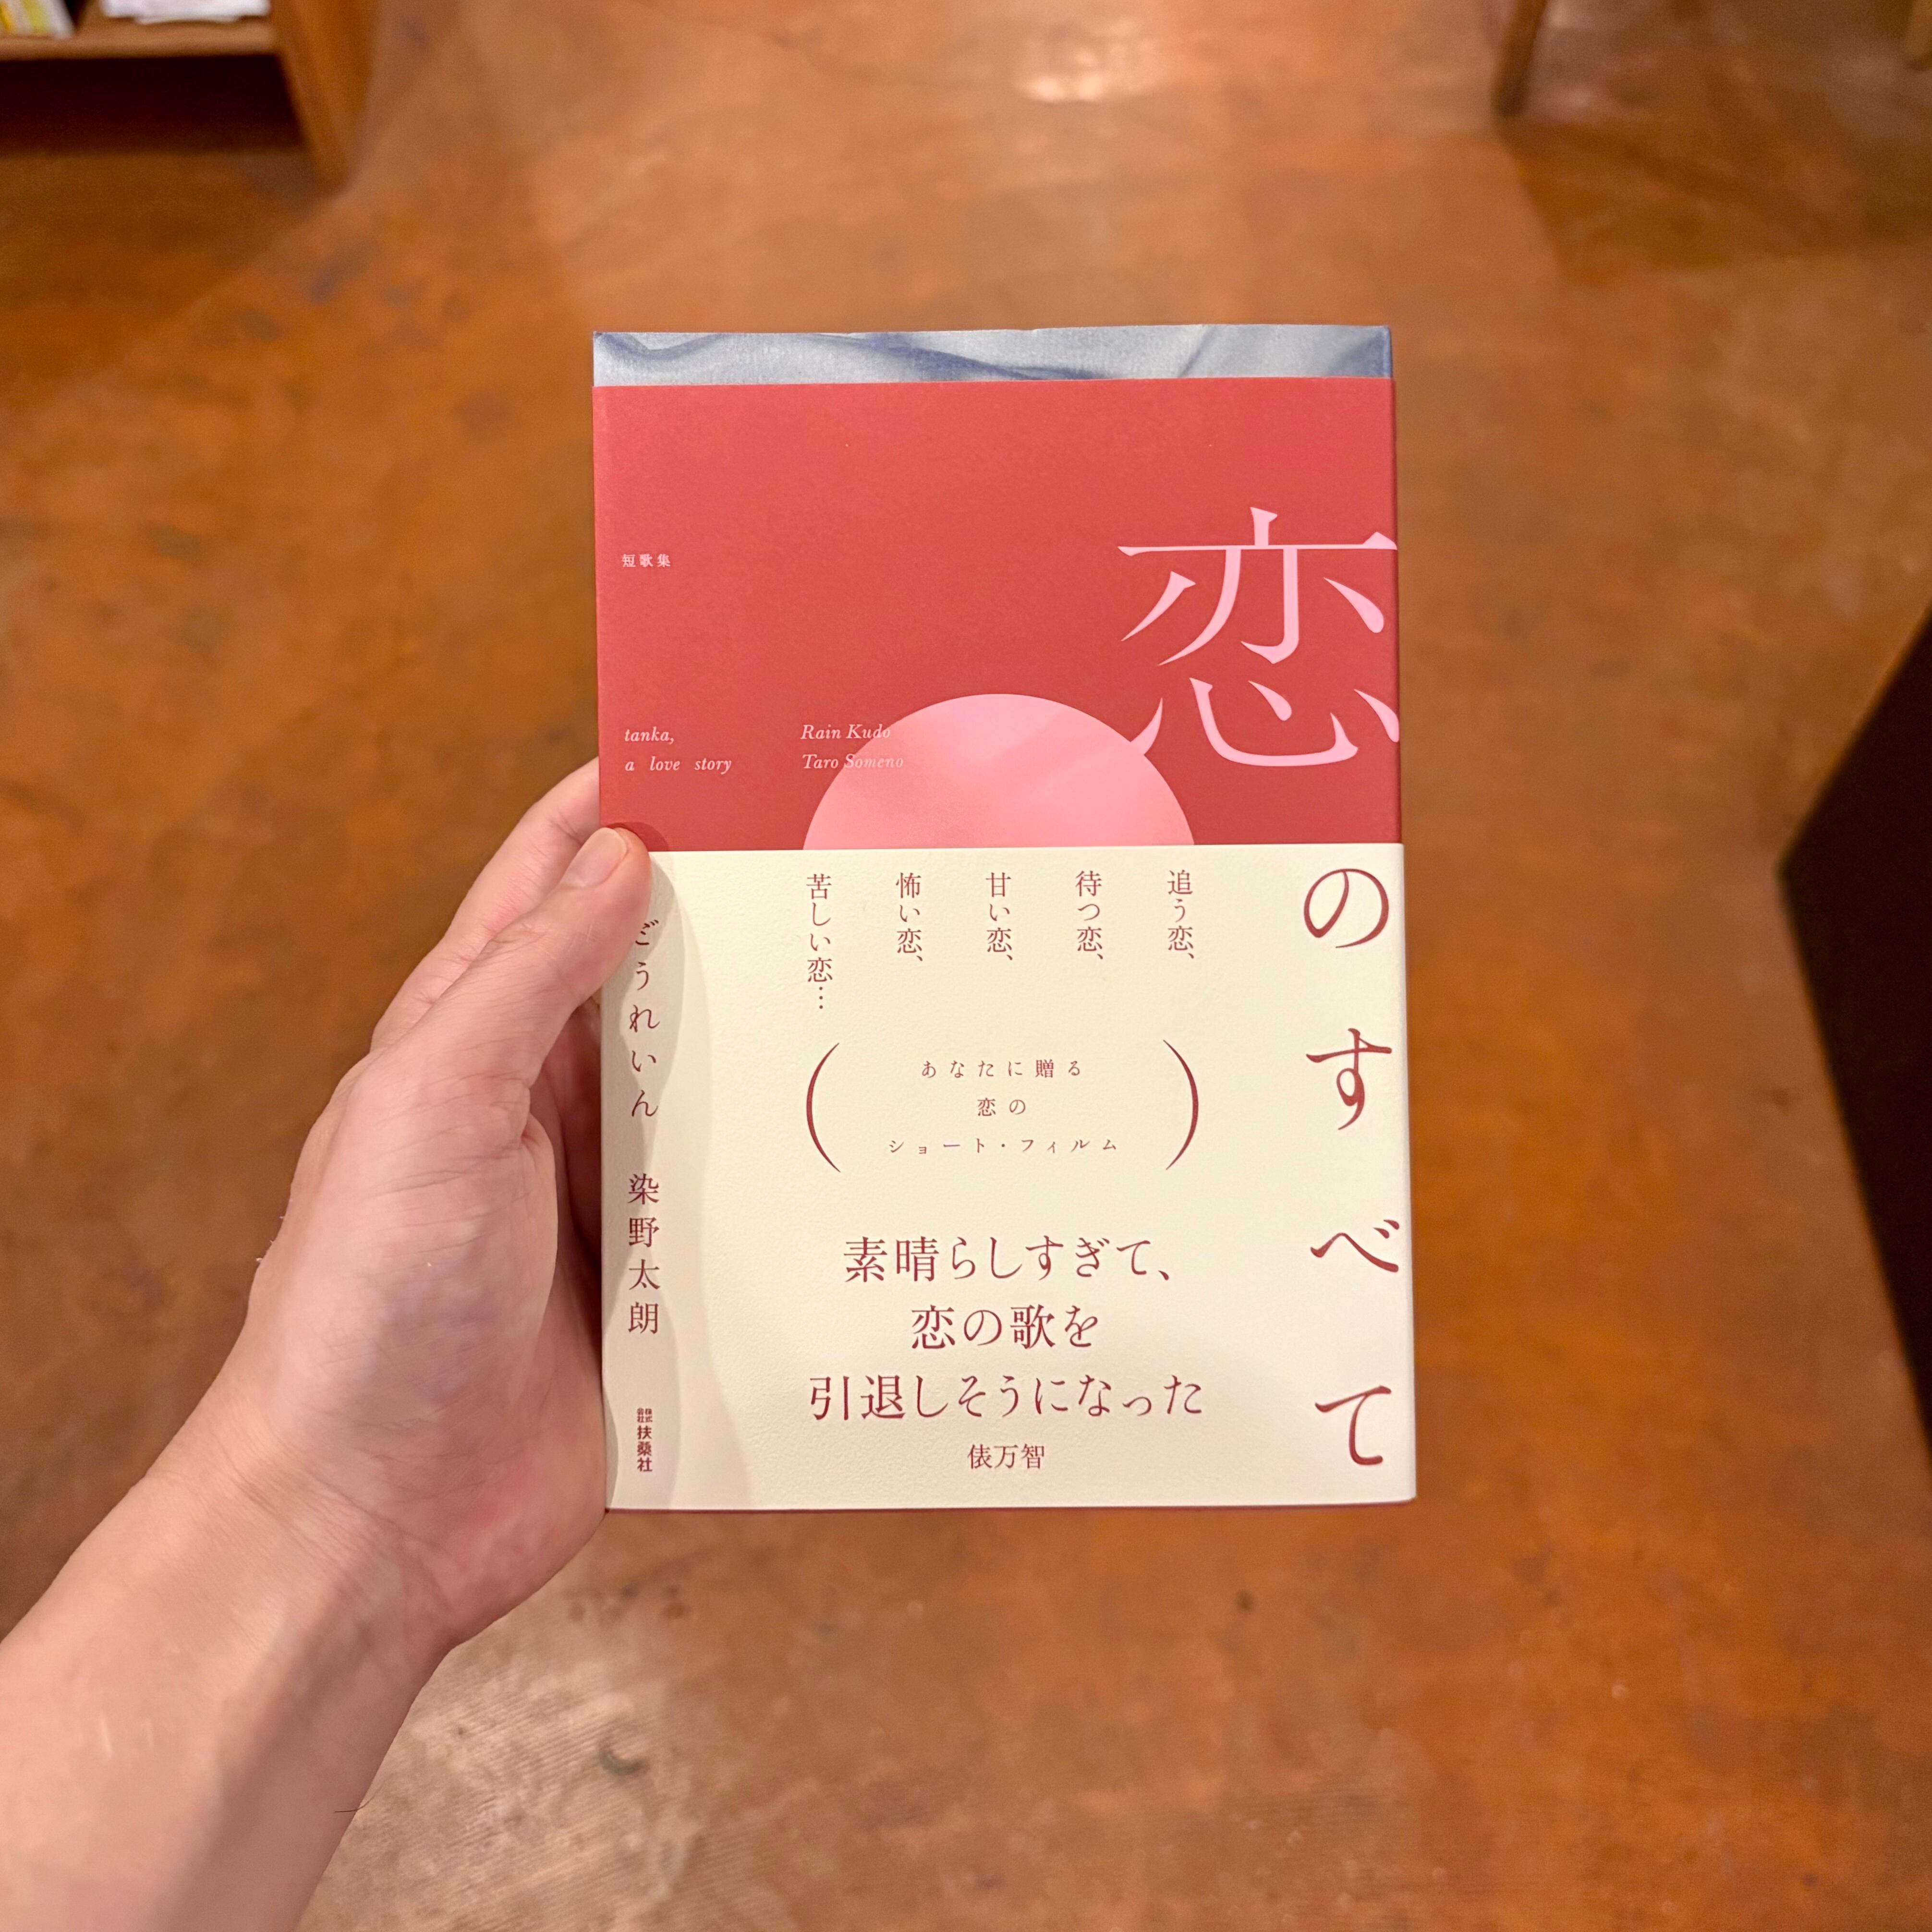 恋のすべて
短歌集
tanka,
a love story
Rain Kudo
Taro Someno
追う恋、
待つ恋、
甘い恋、
怖い恋、
苦しい恋…
（あなたに贈る
恋の
ショート・フィルム）
素晴らしすぎて、
恋の歌を
引退しそうになった
俵万智
どうれいん 染野太朗
株式会社扶桑社